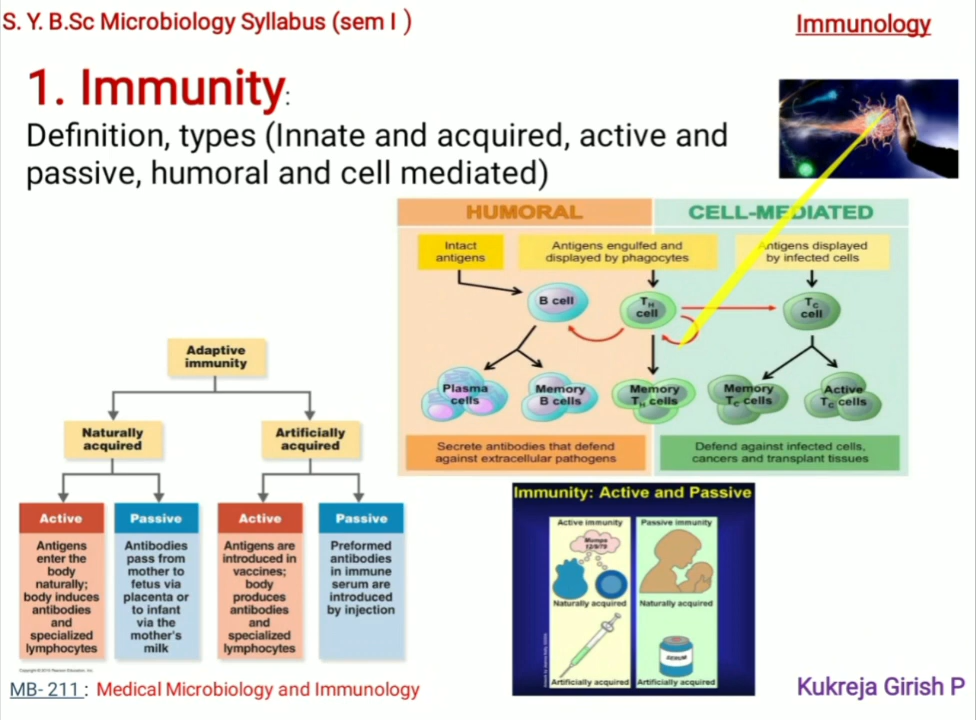 S. Y. B.Sc Microbiology Syllabus (sem I )
Immunology
1. Immunity:
Definition, types (Innate and acquired, active and
passive, humoral and cell mediated)
HUMORAL
CELL-MEDIATED
Intact
antigens
Antigens engulfed and
displayed by phagocytes
Antigens displayed
by infected cells
B cell
TH
cell
TC
cell
Plasma
cells
Memory
B cells
Memory
TH cells
Memory
TC cells
Active
TC cells
Secrete antibodies that defend
against extracellular pathogens
Defend against infected cells,
cancers and transplant tissues
Adaptive
immunity
Naturally
acquired
Artificially
acquired
Active
Antigens
enter the
body
naturally;
body induces
antibodies
and
specialized
lymphocytes
Passive
Antibodies
pass from
mother to
fetus via
placenta or
to infant
via the
mother's
milk
Active
Antigens are
introduced in
vaccines;
body
produces
antibodies
and
specialized
lymphocytes
Passive
Preformed
antibodies
in immune
serum are
introduced
by injection
Immunity: Active and Passive
Active immunity
Mumps
12/9/79
Naturally acquired
Artificially acquired
Passive immunity
Naturally acquired
SERUM
Artificially acquired
MB- 211 : Medical Microbiology and Immunology
Kukreja Girish P